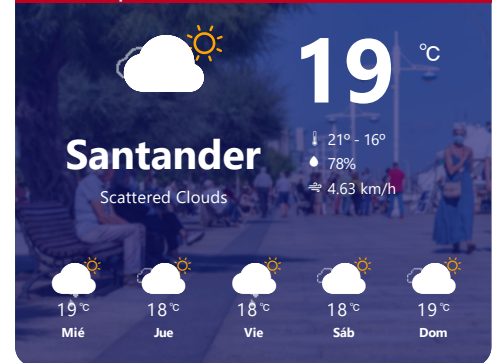 19 °C
21º - 16º
78%
4.63 km/h
Santander
Scattered Clouds
19 °C 18 °C 18 °C 18 °C 19 °C
Mié Jue Vie Sáb Dom